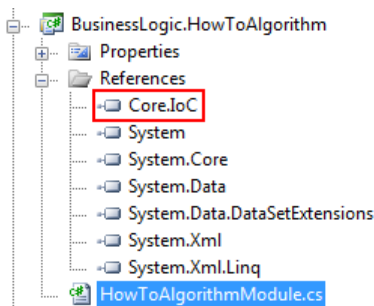 BusinessLogic.HowToAlgorithm
Properties
References
Core.IoC
System
System.Core
System.Data
System.Data.DataSetExtensions
System.Xml
System.Xml.Linq
HowToAlgorithmModule.cs